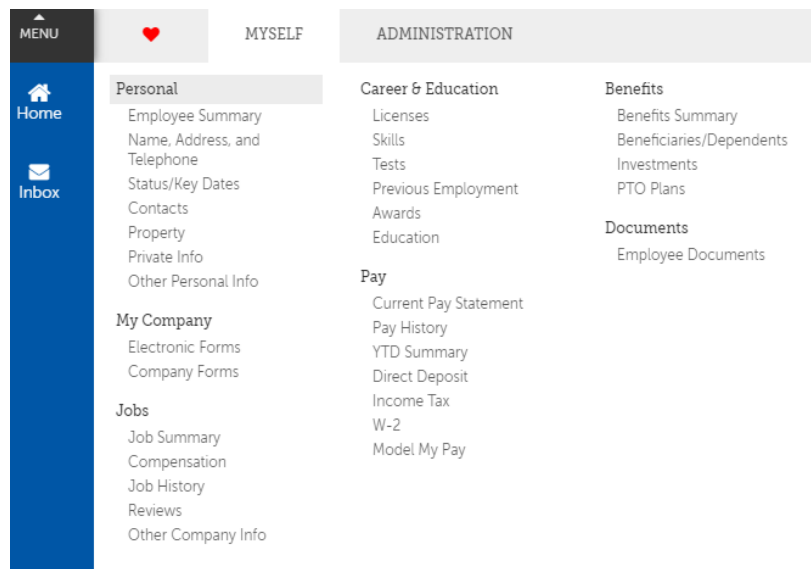 MENU
MYSELF
ADMINISTRATION
Home
Inbox
Personal
Employee Summary
Name, Address, and
Telephone
Status/Key Dates
Contacts
Property
Private Info
Other Personal Info
My Company
Electronic Forms
Company Forms
Jobs
Job Summary
Compensation
Job History
Reviews
Other Company Info
Career & Education
Licenses
Skills
Tests
Previous Employment
Awards
Education
Pay
Current Pay Statement
Pay History
YTD Summary
Direct Deposit
Income Tax
W-2
Model My Pay
Benefits
Benefits Summary
Beneficiaries/Dependents
Investments
PTO Plans
Documents
Employee Documents